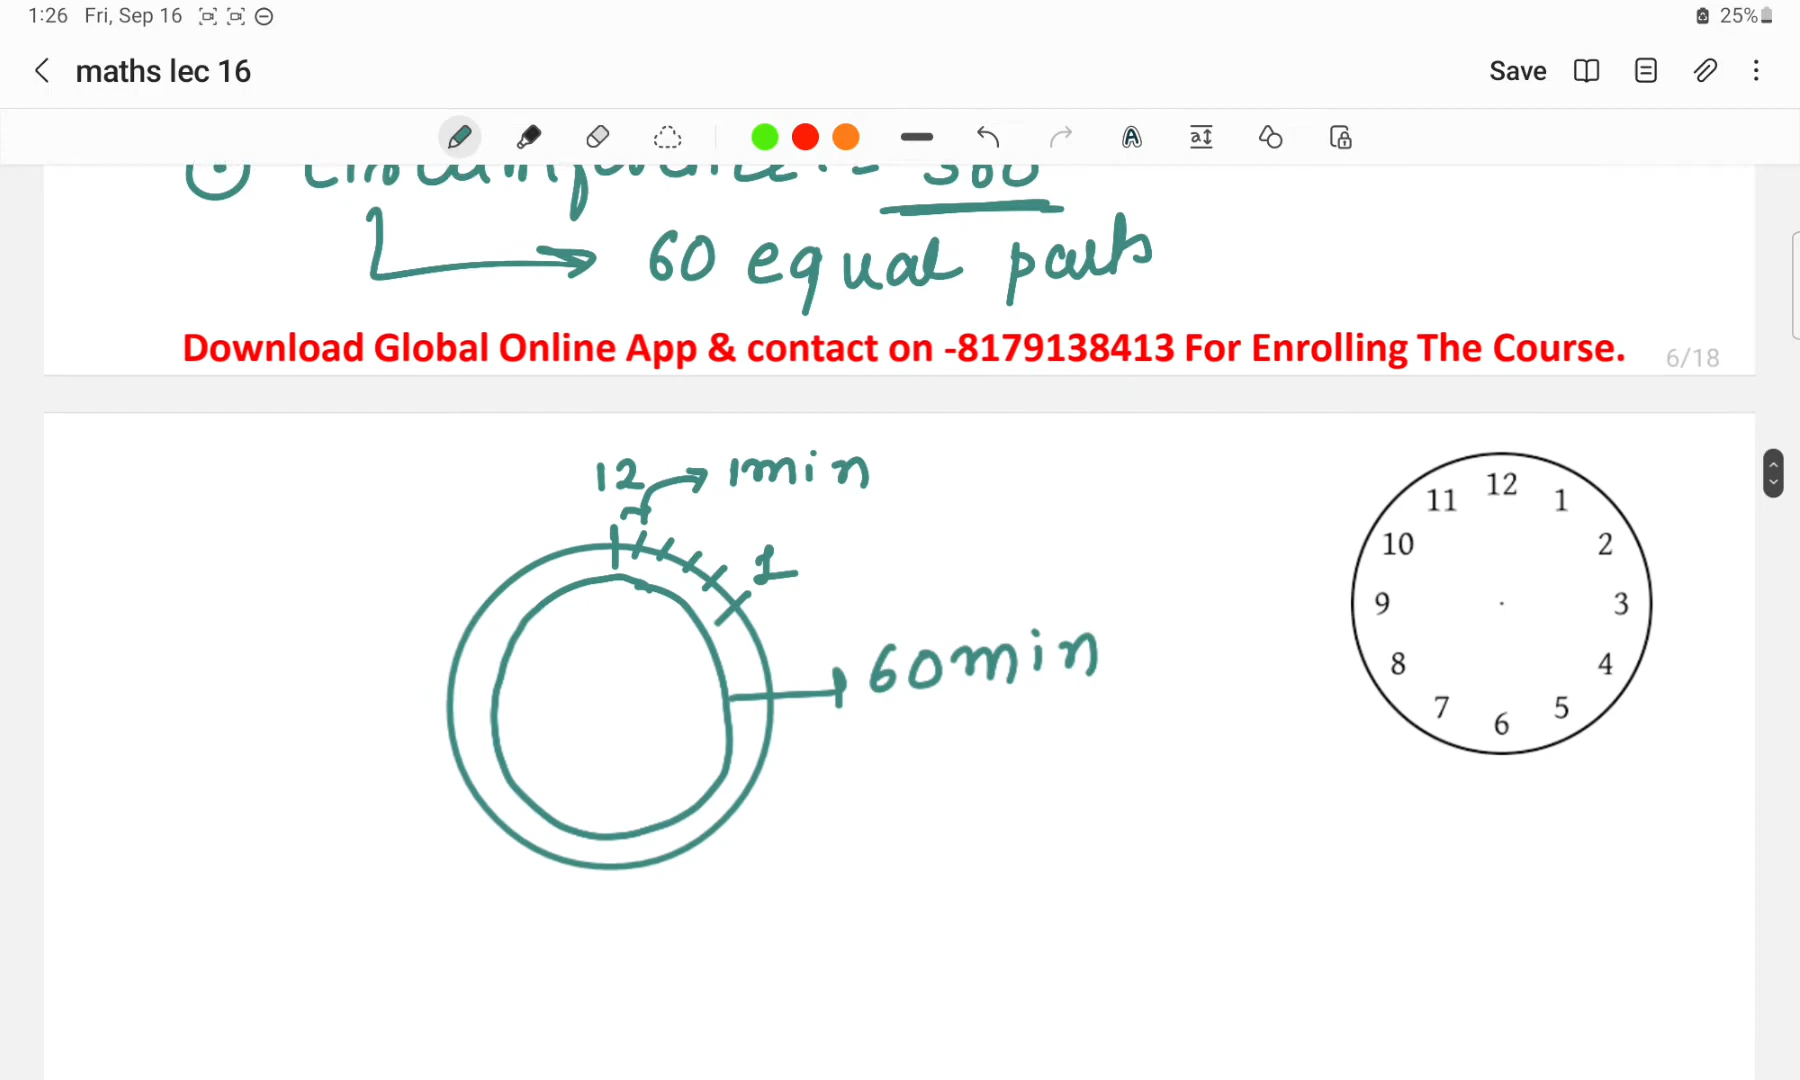 1:26 Fri, Sep 16
25%
maths lec 16
Save
360
60 equal parts
Download Global Online App & contact on -8179138413 For Enrolling The Course.
6/18
12 1min
1
60min
12
11 1
10 2
9 3
8 4
7 5
6